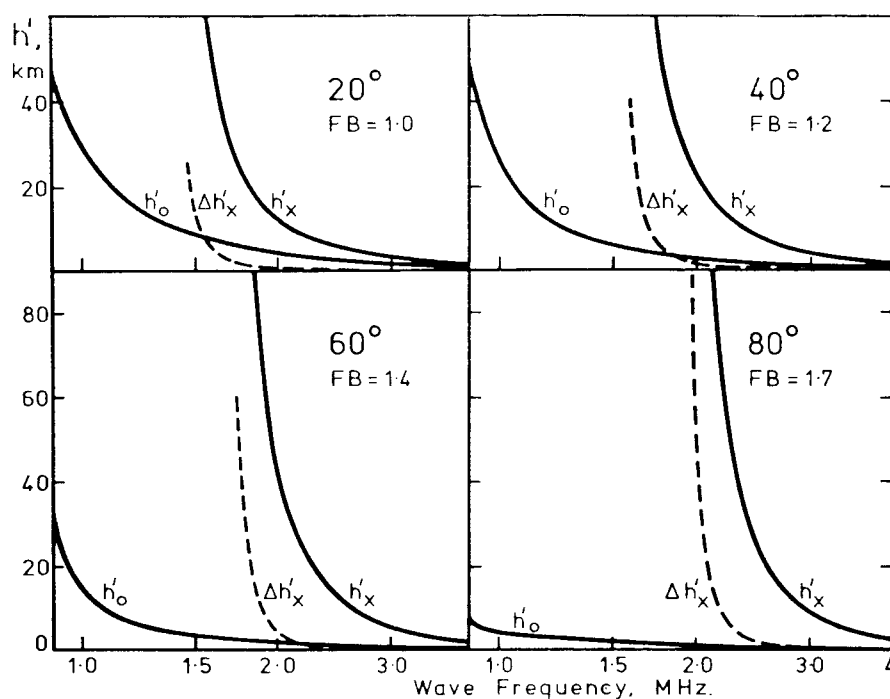 h',
km
40
20
20°
FB = 1·0
h'o
Δh'x
h'x
40°
FB = 1·2
h'o
Δh'x
h'x
80
60
40
20
0
60°
FB = 1·4
h'o
Δh'x
h'x
80°
FB = 1·7
h'o
Δh'x
h'x
1·0
1·5
2·0
3·0
1·0
2·0
3·0
4
Wave Frequency, MHz.